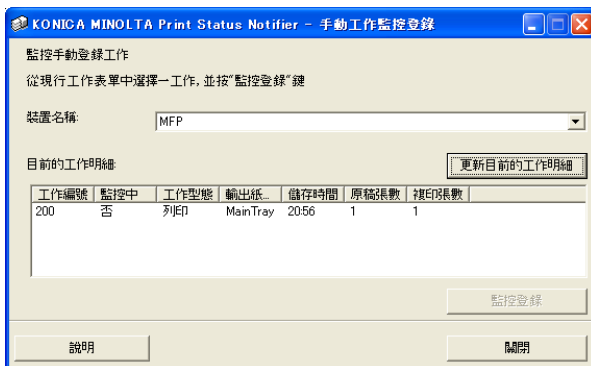 KONICA MINOLTA Print Status Notifier - 手動工作監控登錄
監控手動登錄工作
從現行工作表單中選擇一工作, 並按"監控登錄"鍵
裝置名稱: MFP
目前的工作明細: 更新目前的工作明細
工作編號 監控中 工作型態 輸出紙... 儲存時間 原稿張數 複印張數
200 否 列印 MainTray 20:56 1 1
監控登錄
說明 關閉